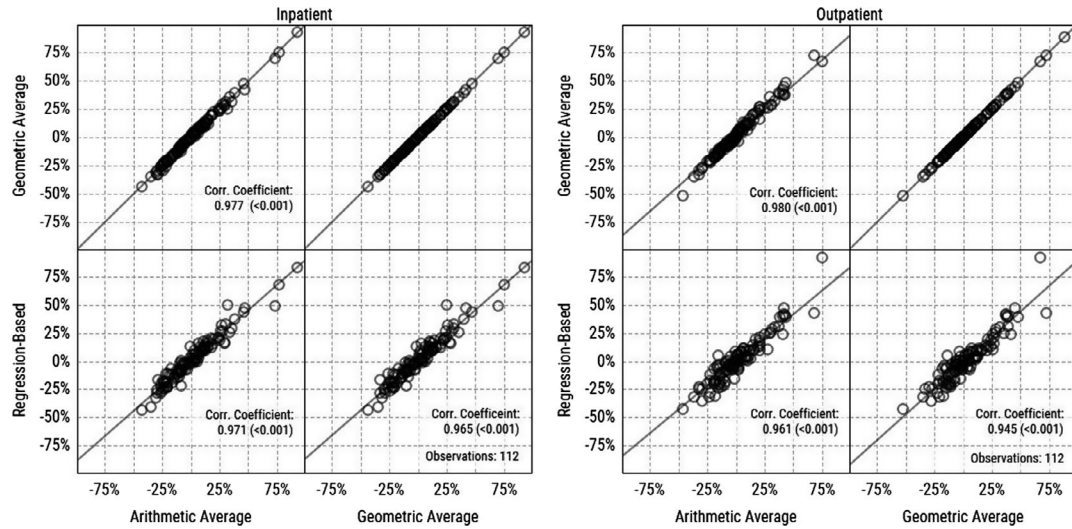 Inpatient
Geometric Average
75%
50%
25%
0%
-25%
-50%
-75%
Corr. Coefficient:
0.977 (<0.001)
Regression-Based
75%
50%
25%
0%
-25%
-50%
-75%
Corr. Coefficient:
0.971 (<0.001)
Corr. Coefficient:
0.965 (<0.001)
Observations: 112
-75% -25% 25% 75% -75% -25% 25% 75%
Arithmetic Average Geometric Average
Outpatient
Geometric Average
75%
50%
25%
0%
-25%
-50%
-75%
Corr. Coefficient:
0.980 (<0.001)
Regression-Based
75%
50%
25%
0%
-25%
-50%
-75%
Corr. Coefficient:
0.961 (<0.001)
Corr. Coefficient:
0.945 (<0.001)
Observations: 112
-75% -25% 25% 75% -75% -25% 25% 75%
Arithmetic Average Geometric Average